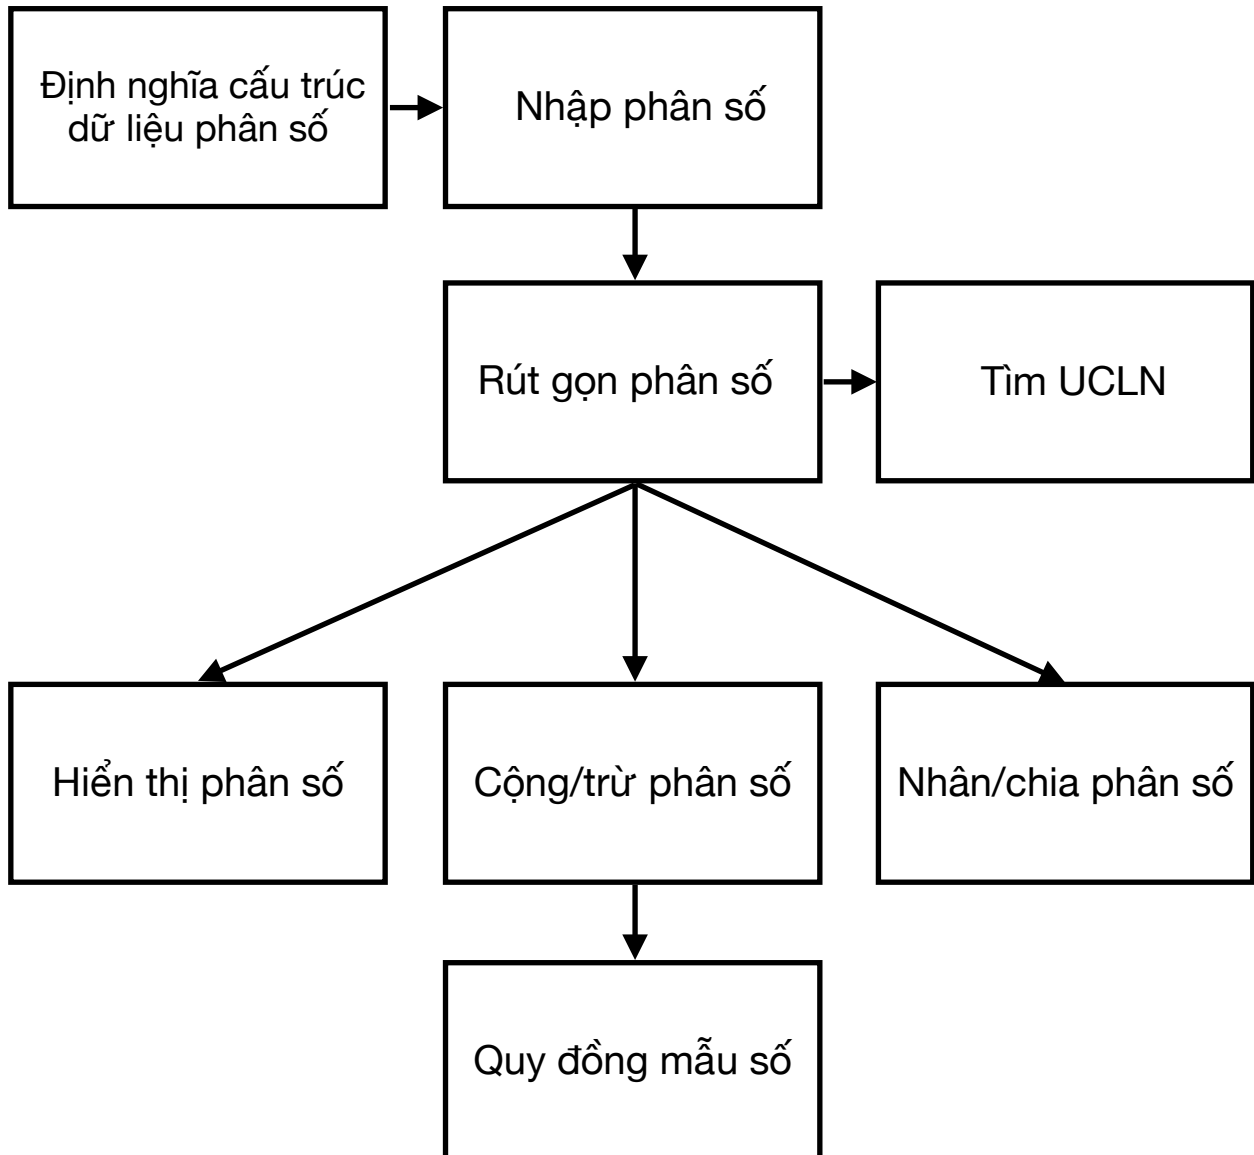 Định nghĩa cấu trúc
dữ liệu phân số
Nhập phân số
Rút gọn phân số
Tìm UCLN
Hiển thị phân số
Cộng/trừ phân số
Nhân/chia phân số
Quy đồng mẫu số